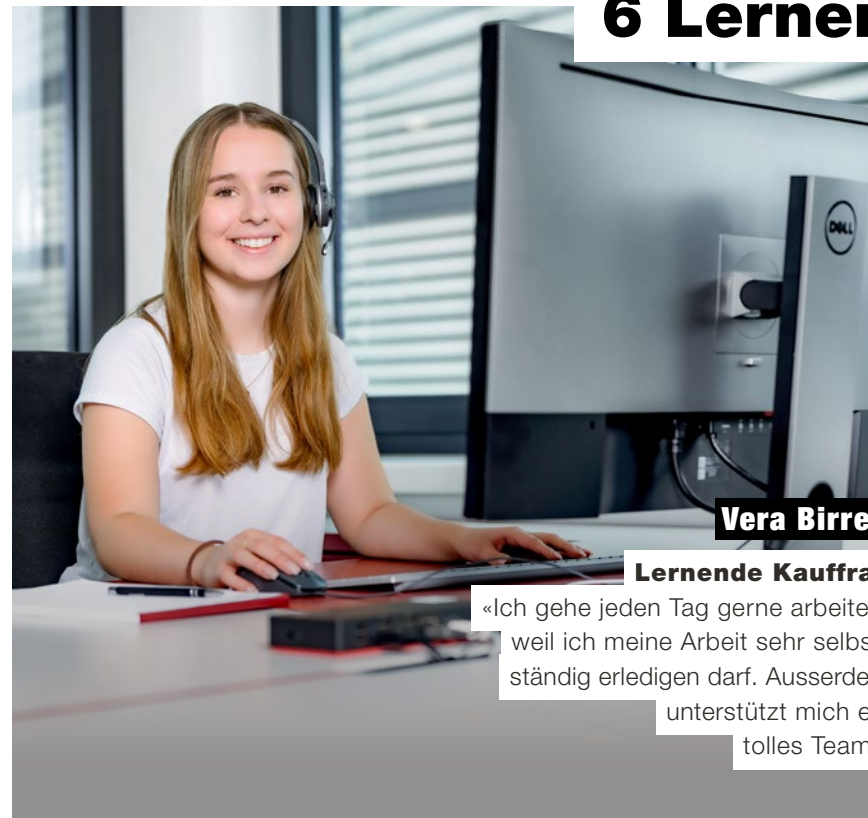 6 Lerner
DELL
Vera Birre
Lernende Kauffra
«Ich gehe jeden Tag gerne arbeite
weil ich meine Arbeit sehr selbs
ständig erledigen darf. Ausserde
unterstützt mich e
tolles Team